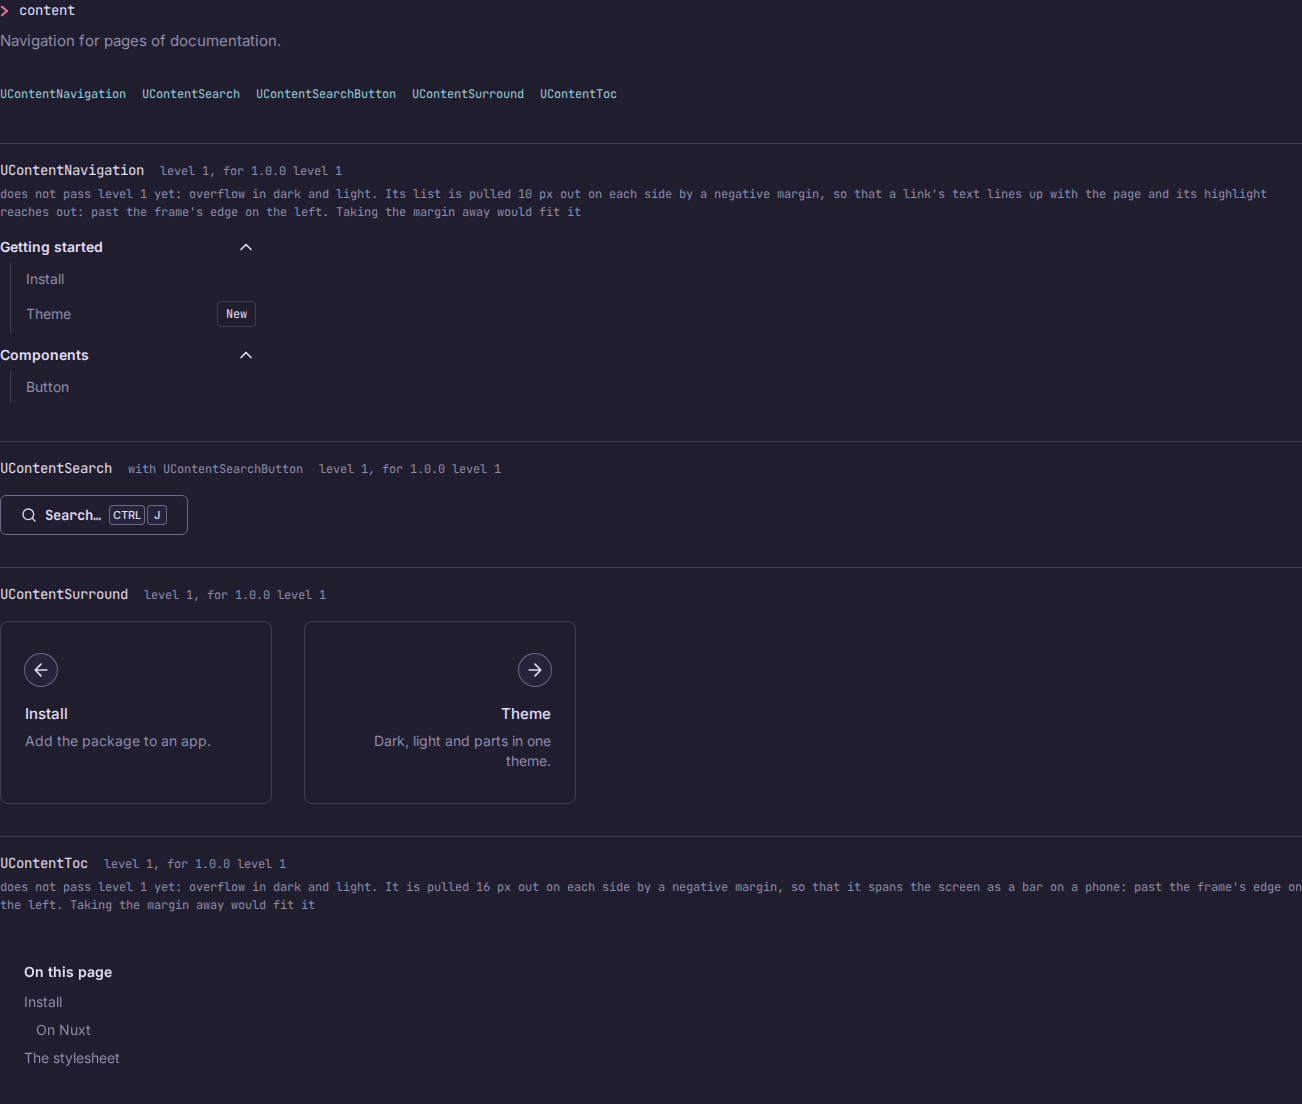 content
Navigation for pages of documentation.
UContentNavigation UContentSearch UContentSearchButton UContentSurround UContentToc
UContentNavigation level 1, for 1.0.0 level 1
does not pass level 1 yet: overflow in dark and light. Its list is pulled 10 px out on each side by a negative margin, so that a link's text lines up with the page and its highlight
reaches out: past the frame's edge on the left. Taking the margin away would fit it
Getting started
Install
Theme New
Components
Button
UContentSearch with UContentSearchButton level 1, for 1.0.0 level 1
Search… CTRL J
UContentSurround level 1, for 1.0.0 level 1
Install
Add the package to an app.
Theme
Dark, light and parts in one
theme.
UContentToc level 1, for 1.0.0 level 1
does not pass level 1 yet: overflow in dark and light. It is pulled 16 px out on each side by a negative margin, so that it spans the screen as a bar on a phone: past the frame's edge on
the left. Taking the margin away would fit it
On this page
Install
On Nuxt
The stylesheet